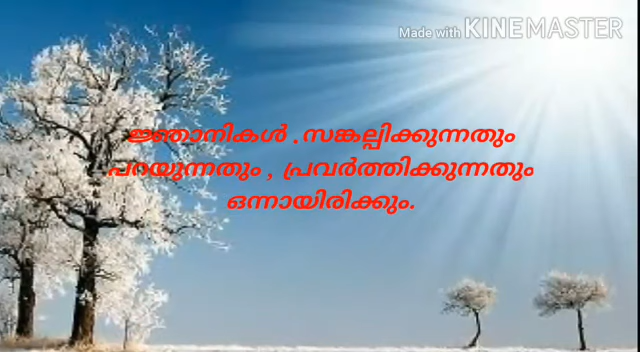 Made with KINEMASTER
ജ്ഞാനികൾ . സങ്കല്പിക്കുന്നതും
പറയുന്നതും , പ്രവർത്തിക്കുന്നതും
ഒന്നായിരിക്കും.